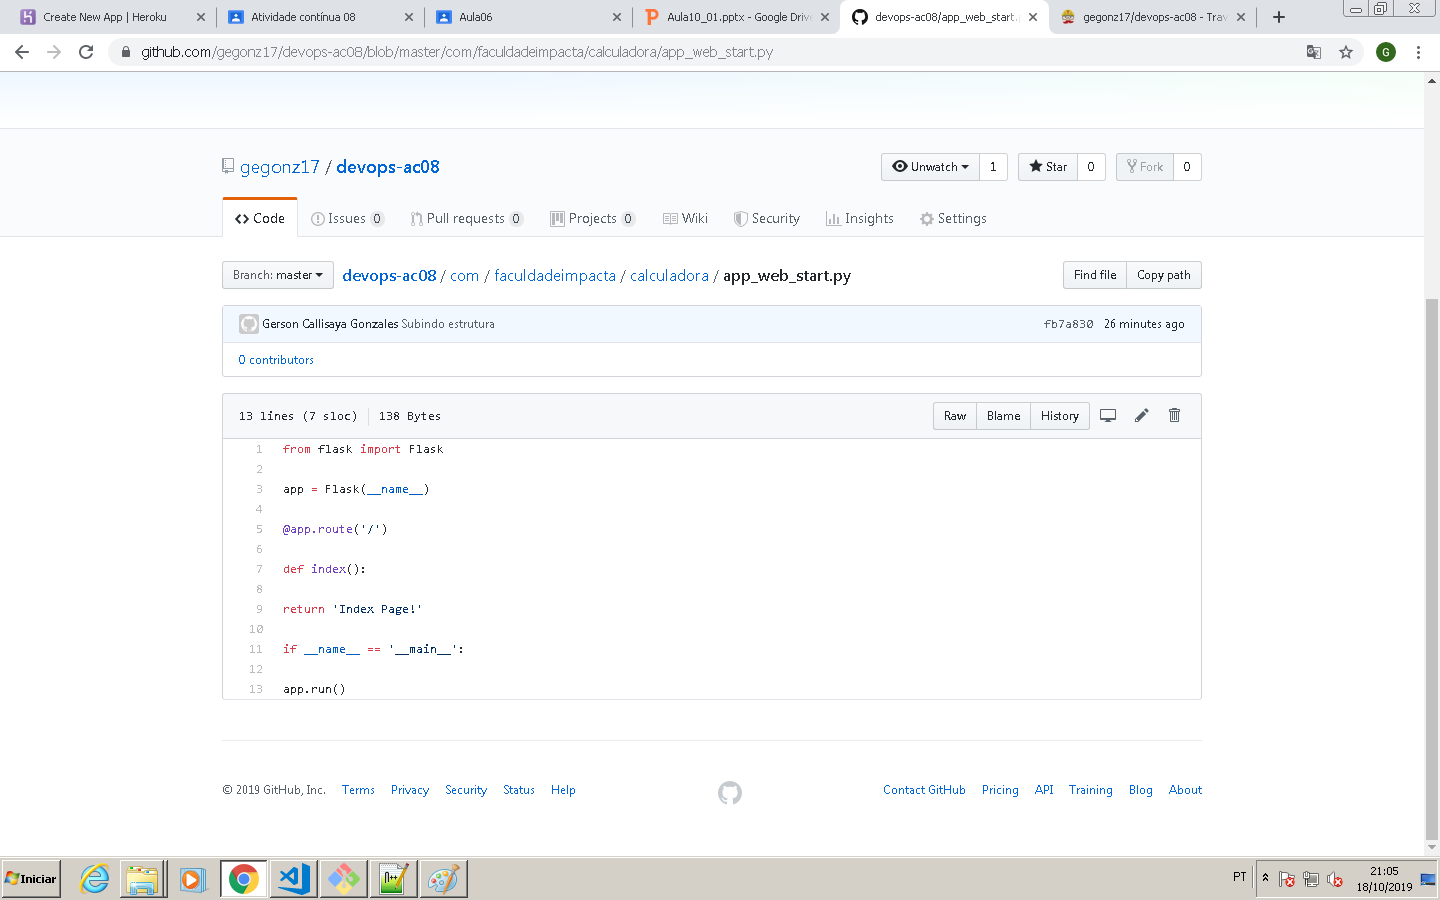 Create New App | Heroku
Atividade contínua 08
Aula06
Aula10_01.pptx - Google Drive
devops-ac08/app_web_start.p
gegonz17/devops-ac08 - Trav
github.com/gegonz17/devops-ac08/blob/master/com/faculdadeimpacta/calculadora/app_web_start.py
G
gegonz17 / devops-ac08
Unwatch 1
Star 0
Fork 0
Code
Issues 0
Pull requests 0
Projects 0
Wiki
Security
Insights
Settings
Branch: master
devops-ac08 / com / faculdadeimpacta / calculadora / app_web_start.py
Find file
Copy path
Gerson Callisaya Gonzales Subindo estrutura
fb7a830 26 minutes ago
0 contributors
13 lines (7 sloc) 138 Bytes
Raw
Blame
History
1 from flask import Flask
2
3 app = Flask(__name__)
4
5 @app.route('/')
6
7 def index():
8
9 return 'Index Page!'
10
11 if __name__ == '__main__':
12
13 app.run()
© 2019 GitHub, Inc. Terms Privacy Security Status Help
Contact GitHub Pricing API Training Blog About
Iniciar
PT
21:05
18/10/2019